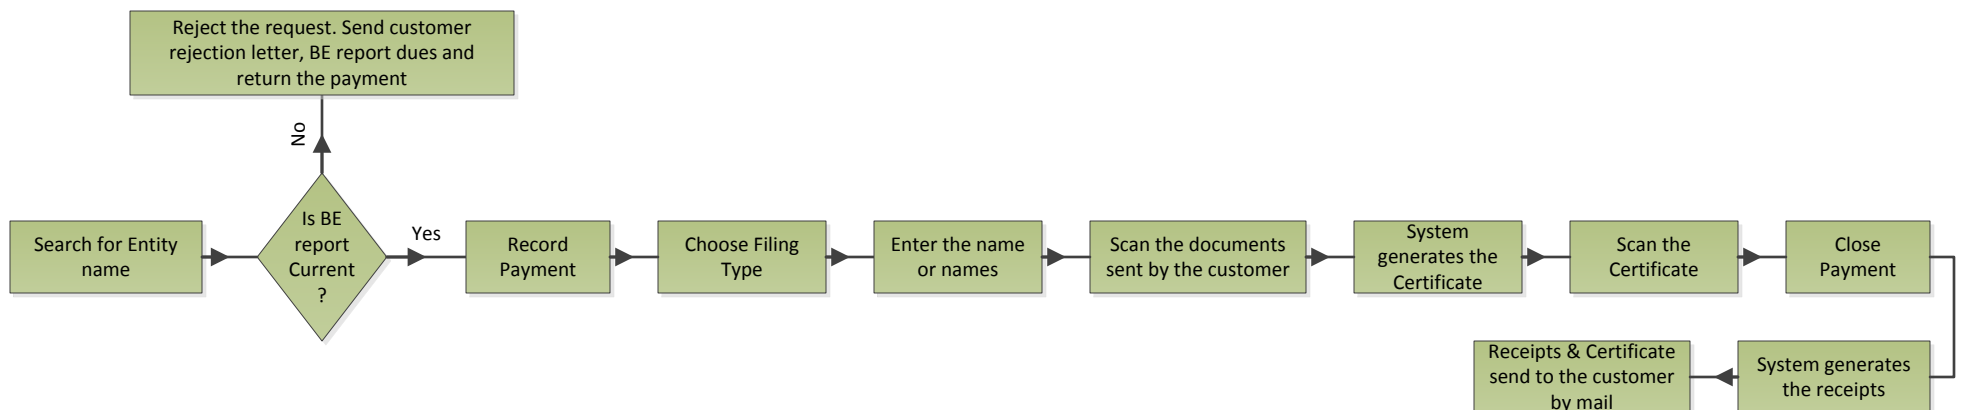 Reject the request. Send customer
rejection letter, BE report dues and
return the payment
No
Search for Entity
name
Is BE
report
Current
?
Yes
Record
Payment
Choose Filing
Type
Enter the name
or names
Scan the documents
sent by the customer
System
generates the
Certificate
Scan the
Certificate
Close
Payment
System generates
the receipts
Receipts & Certificate
send to the customer
by mail